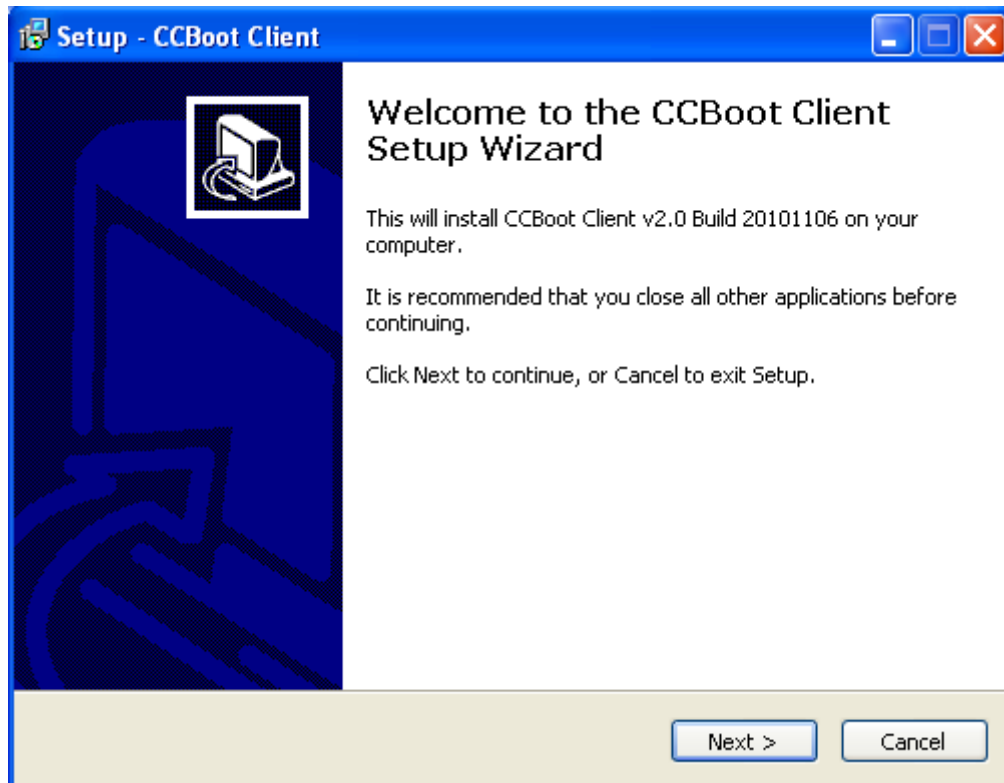 Setup - CCBoot Client
Welcome to the CCBoot Client
Setup Wizard
This will install CCBoot Client v2.0 Build 20101106 on your
computer.
It is recommended that you close all other applications before
continuing.
Click Next to continue, or Cancel to exit Setup.
Next >
Cancel